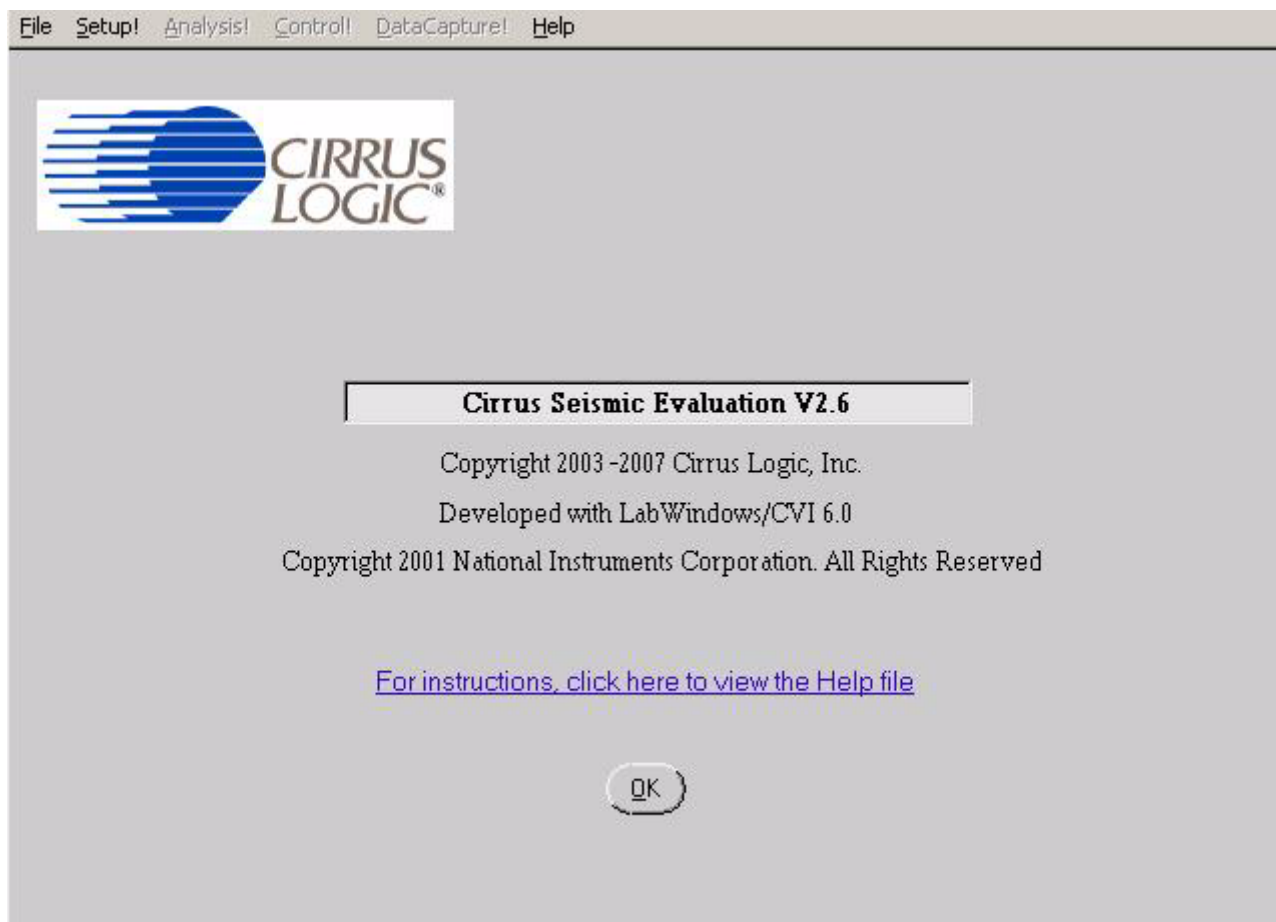 File Setup! Analysis! Control! DataCapture! Help
CIRRUS
LOGIC®
Cirrus Seismic Evaluation V2.6
Copyright 2003 -2007 Cirrus Logic, Inc.
Developed with LabWindows/CVI 6.0
Copyright 2001 National Instruments Corporation. All Rights Reserved
For instructions, click here to view the Help file
OK